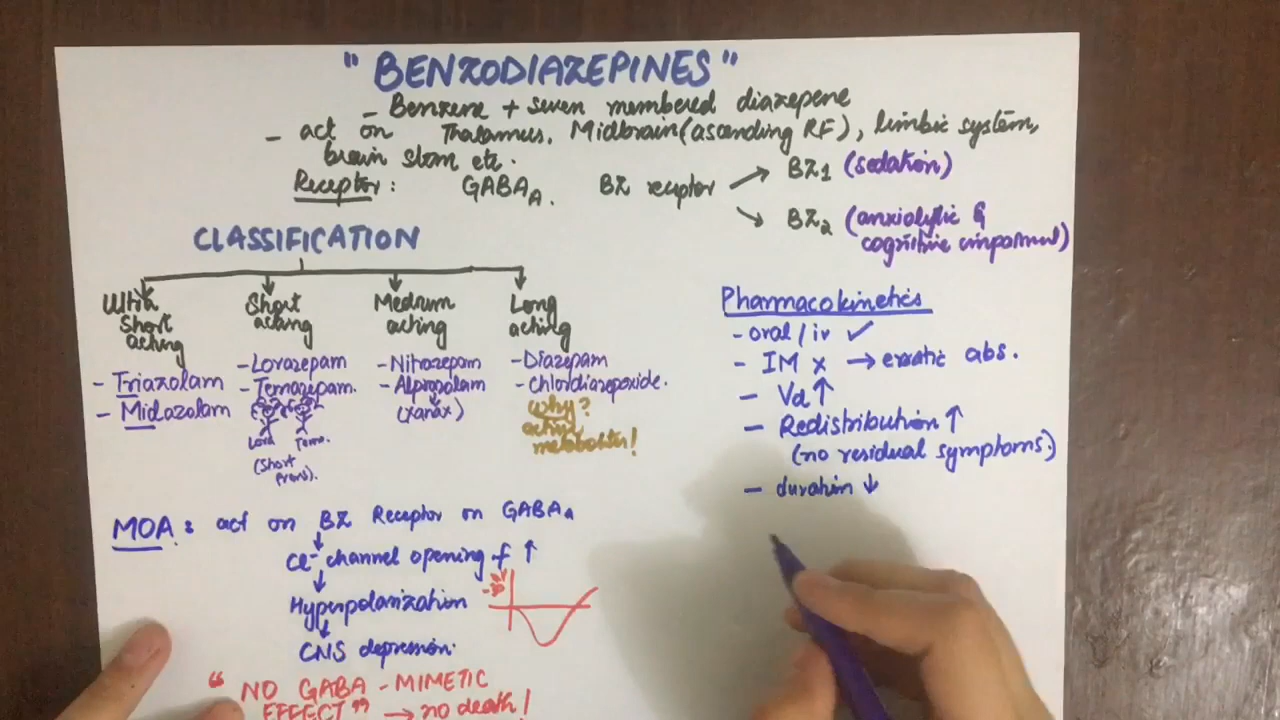 "BENZODIAZEPINES"
- Benzene + seven membered diazepene
- act on Thalamus, Midbrain (ascending RF), limbic system,
brain stem etc.
Receptor: GABAA. BZ receptor → BZ1 (sedation)
→ BZ2 (anxiolytic &
cognitive impairment)
CLASSIFICATION
Ultra
Short
acting
- Triazolam
- Midazolam
Short
acting
- Lorazepam
- Temazepam.
Lora Tema.
(Short
Medium
acting
- Nitrazepam
- Alprazolam
(xanax)
Long
acting
- Diazepam
- Chlordiazepoxide.
Why?
active
metabolite!
MOA: act on BZ Receptor on GABAA
↓
Cl⁻ channel opening f ↑
↓
Hyperpolarization
↓
CNS depression.
"NO GABA - MIMETIC
EFFECT" → no death!
Pharmacokinetics
- oral / iv ✓
- IM x → erratic abs.
- Vd ↑
- Redistribution ↑
(no residual symptoms.)
- duration ↓